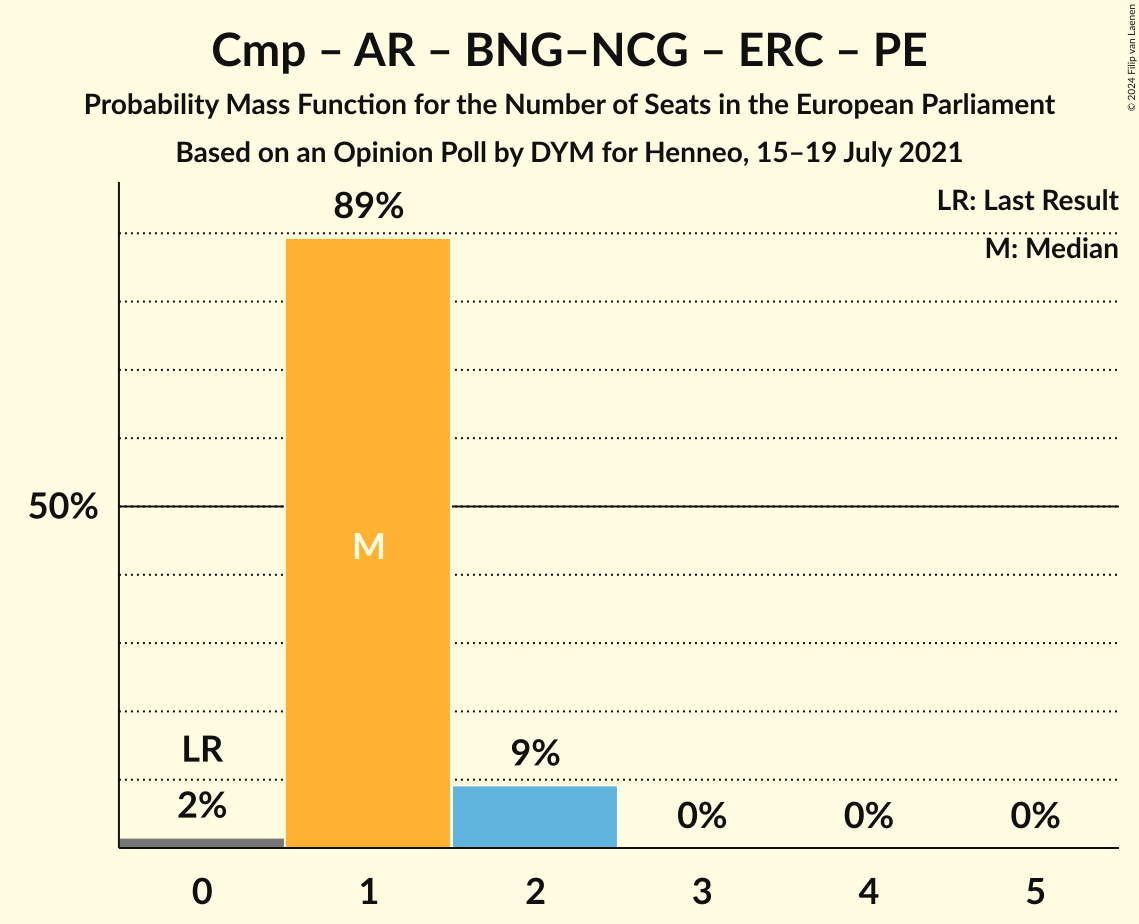 Cmp – AR – BNG–NCG – ERC – PE
Probability Mass Function for the Number of Seats in the European Parliament
Based on an Opinion Poll by DYM for Henneo, 15–19 July 2021
© 2024 Filip van Laenen
LR: Last Result
M: Median
89%
50%
M
LR
2%
9%
0%
0%
0%
0
1
2
3
4
5